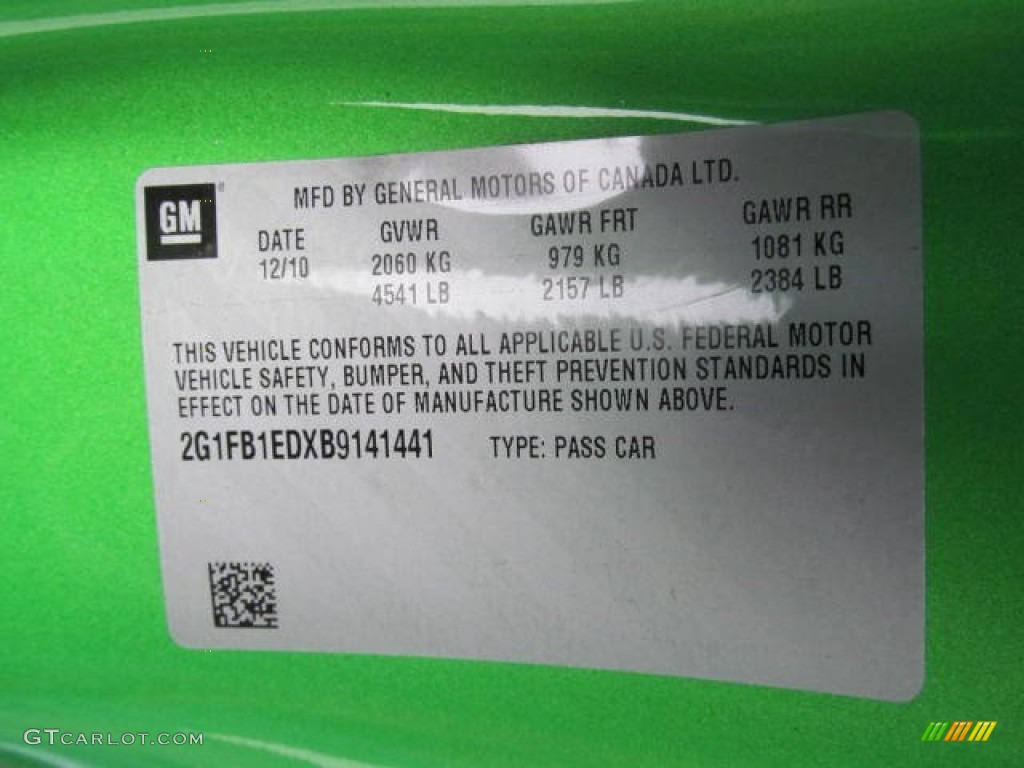 GM
MFD BY GENERAL MOTORS OF CANADA LTD.
DATE GVWR GAWR FRT GAWR RR
12/10 2060 KG 979 KG 1081 KG
4541 LB 2157 LB 2384 LB
THIS VEHICLE CONFORMS TO ALL APPLICABLE U.S. FEDERAL MOTOR
VEHICLE SAFETY, BUMPER, AND THEFT PREVENTION STANDARDS IN
EFFECT ON THE DATE OF MANUFACTURE SHOWN ABOVE.
2G1FB1EDXB9141441 TYPE: PASS CAR
GTCARLOT.COM